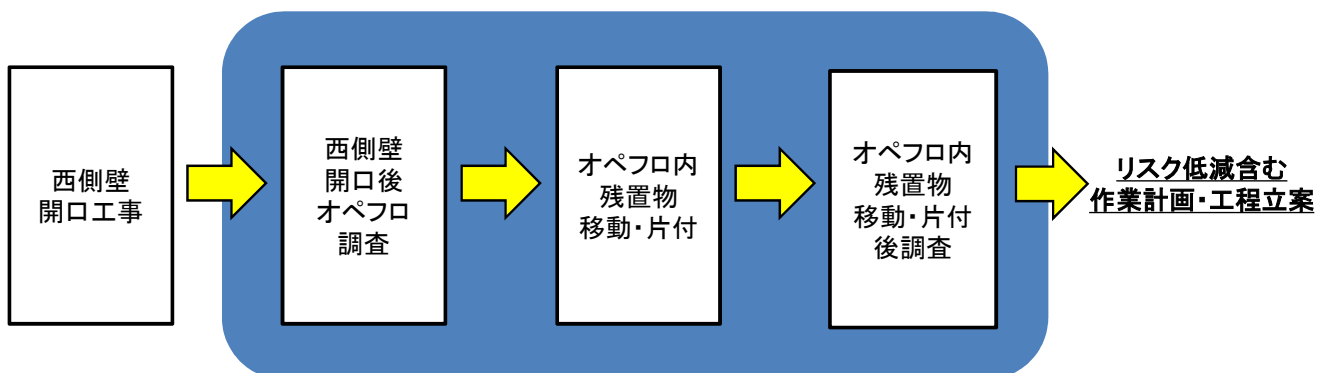 西側壁
開口工事
西側壁
開口後
オペフロ
調査
オペフロ内
残置物
移動・片付
オペフロ内
残置物
移動・片付
後調査
リスク低減含む
作業計画・工程立案